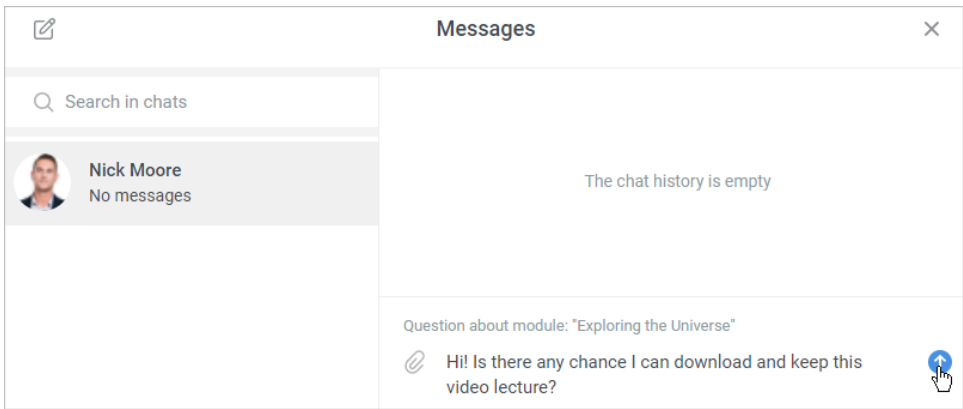 Messages
Search in chats
Nick Moore
No messages
The chat history is empty
Question about module: "Exploring the Universe"
Hi! Is there any chance I can download and keep this
video lecture?